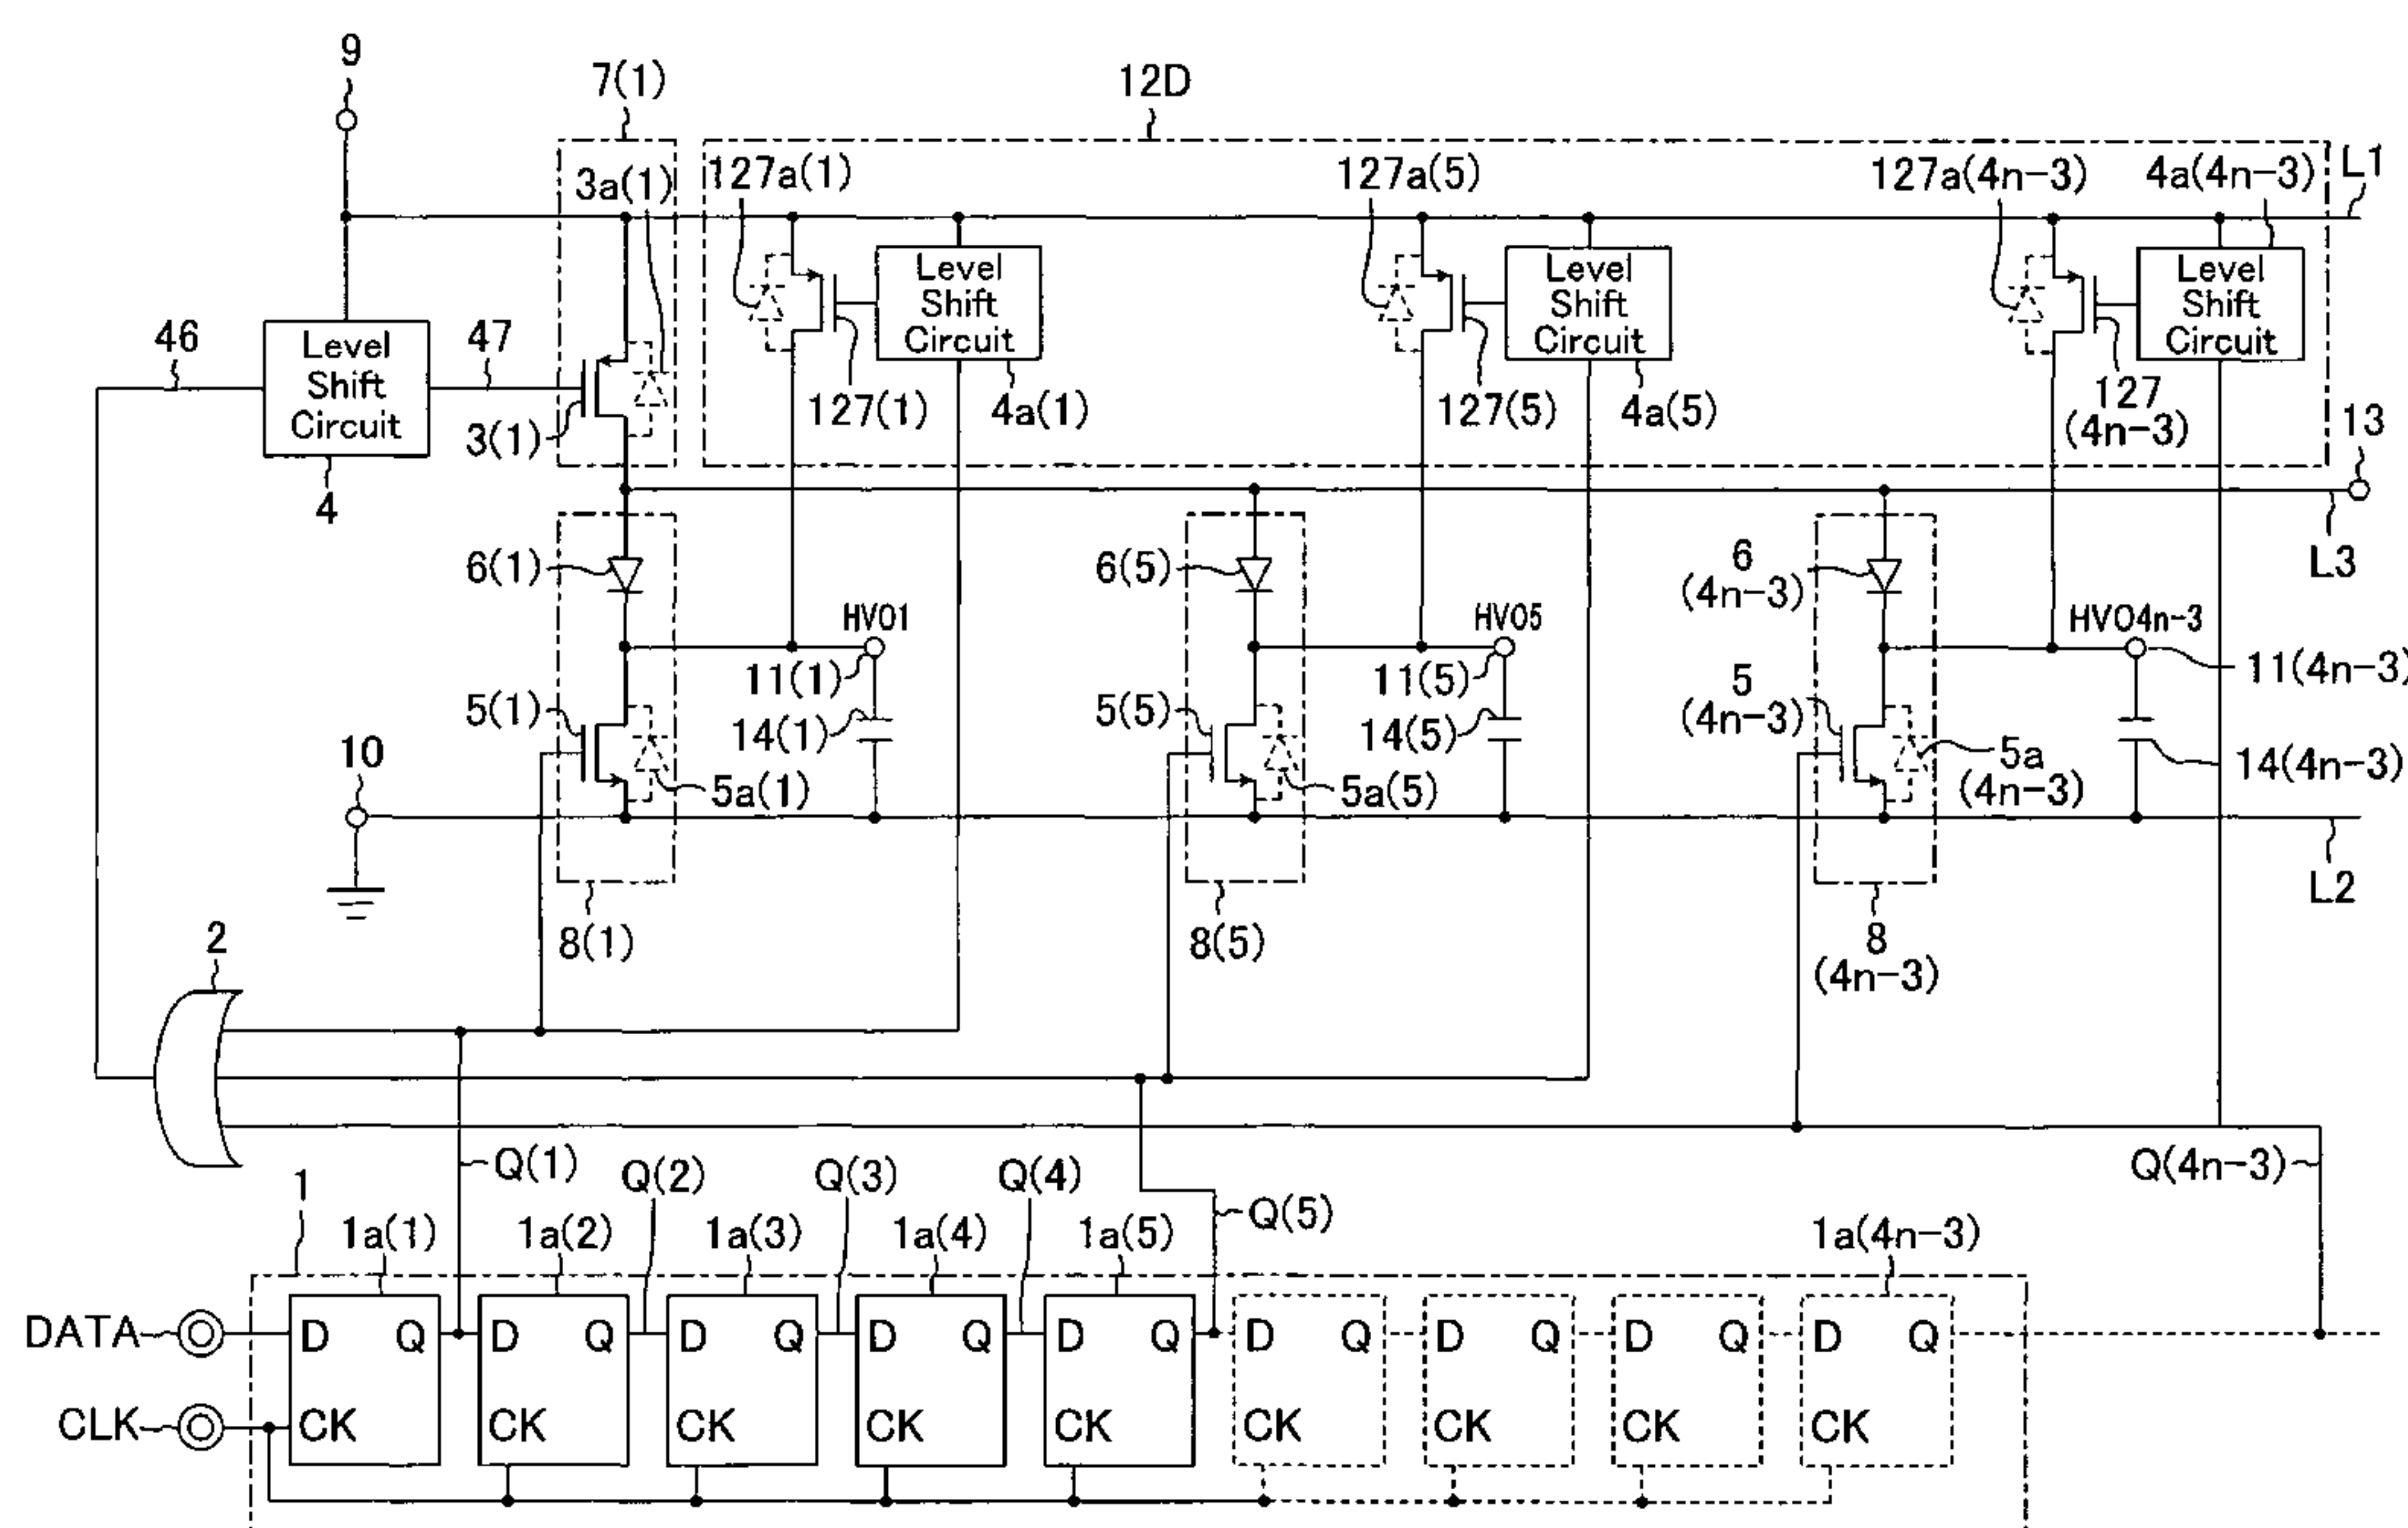 9
7(1)
12D
3a(1)
127a(1)
127a(5)
127a(4n-3)
4a(4n-3)
L1
Level
Shift
Circuit
Level
Shift
Circuit
Level
Shift
Circuit
46
Level
Shift
Circuit
47
3(1)
127(1)
4a(1)
127(5)
4a(5)
127
(4n-3)
13
4
6(1)
6(5)
6
(4n-3)
L3
HVO1
HVO5
HVO4n-3
11(1)
11(5)
11(4n-3)
5(1)
14(1)
5(5)
14(5)
5
(4n-3)
10
5a(1)
5a(5)
5a
(4n-3)
14(4n-3)
L2
2
8(1)
8(5)
8
(4n-3)
Q(1)
Q(2)
Q(3)
Q(4)
Q(5)
Q(4n-3)
1
1a(1)
1a(2)
1a(3)
1a(4)
1a(5)
1a(4n-3)
DATA
D Q D Q D Q D Q D Q D Q D Q D Q D Q
CLK
CK CK CK CK CK CK CK CK CK